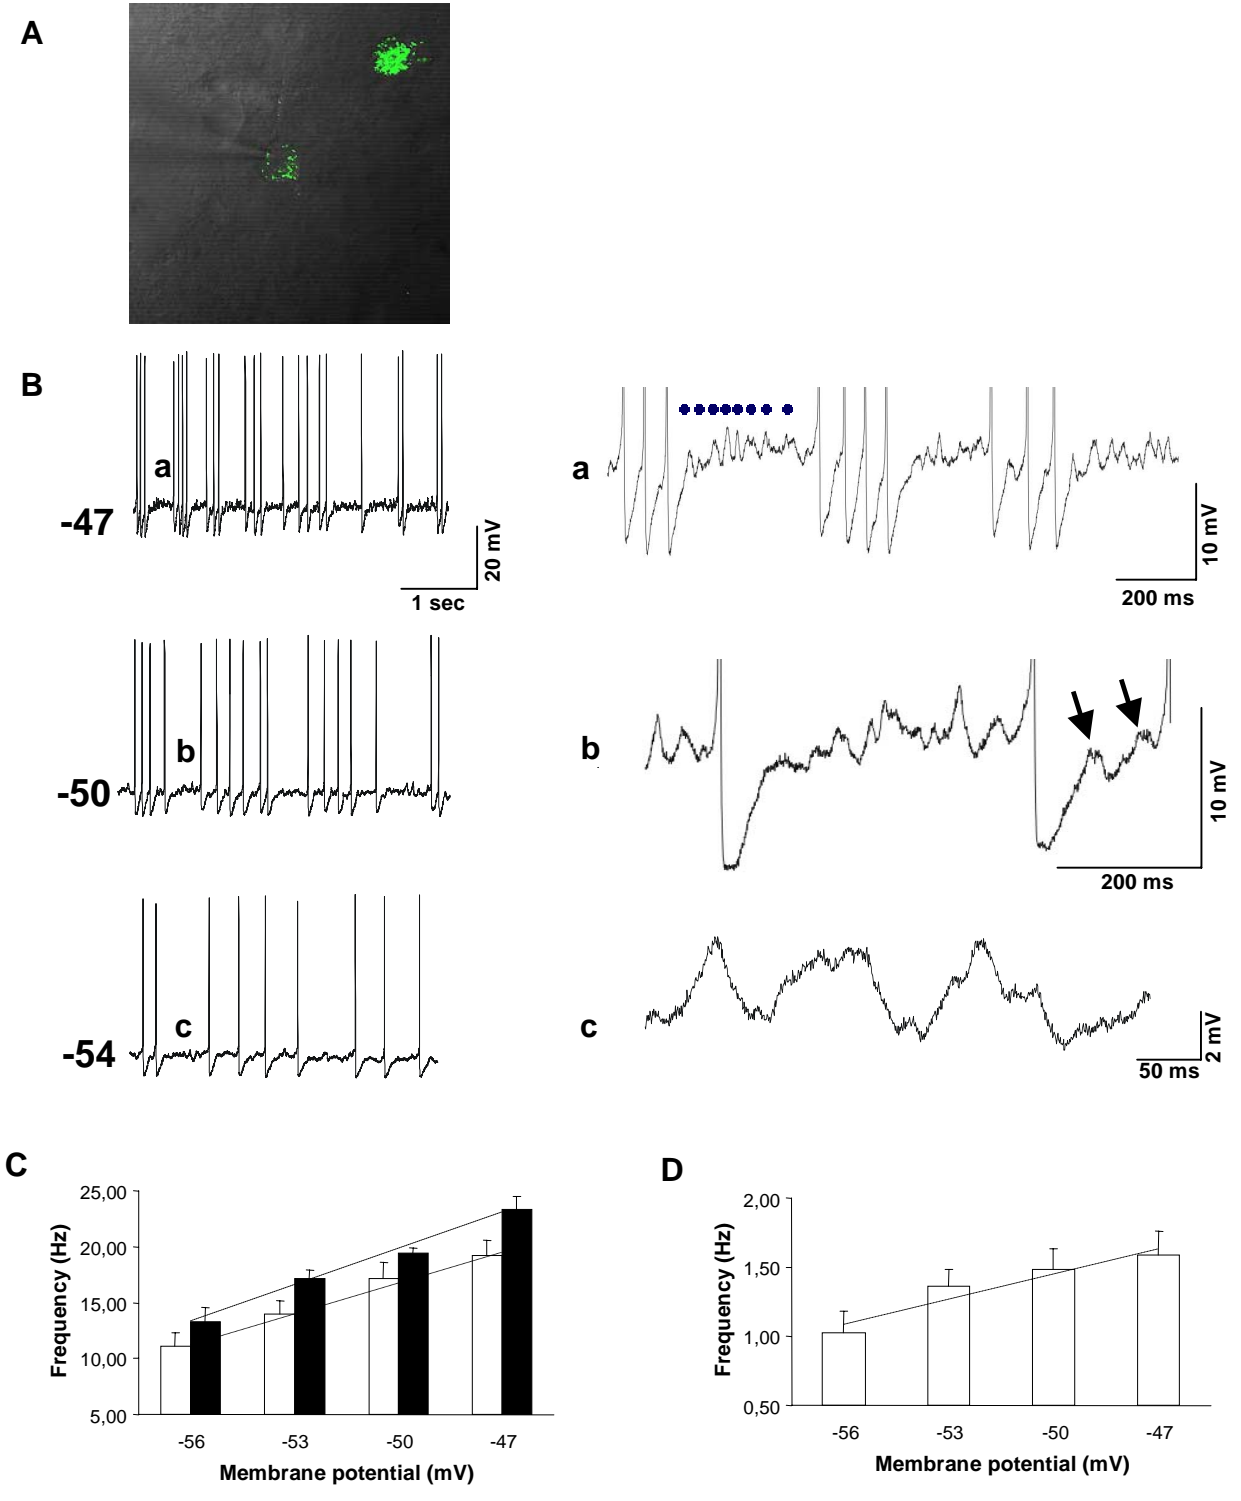 A
B
a
-47
20 mV
1 sec
a
10 mV
200 ms
b
-50
b
10 mV
200 ms
c
-54
c
2 mV
50 ms
C
25,00
20,00
15,00
10,00
5,00
Frequency (Hz)
-56 -53 -50 -47
Membrane potential (mV)
D
2,00
1,50
1,00
0,50
Frequency (Hz)
-56 -53 -50 -47
Membrane potential (mV)